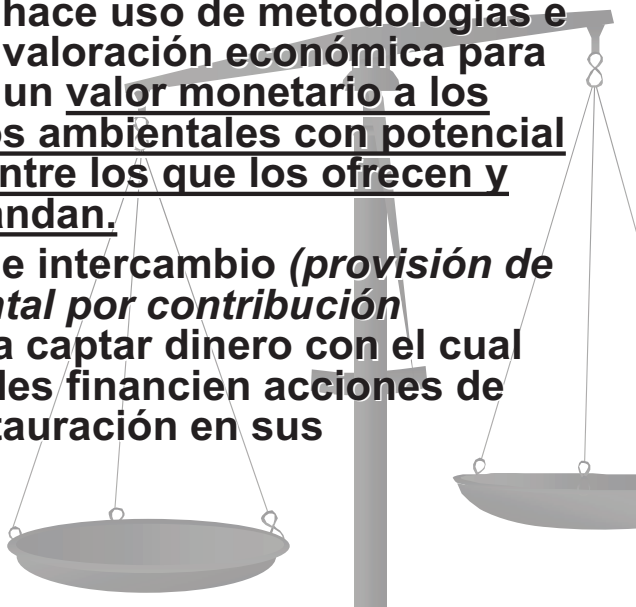 hace uso de metodologías e
valoración económica para
un valor monetario a los
os ambientales con potencial
ntre los que los ofrecen y
andan.
e intercambio (provisión de
ntal por contribución
a captar dinero con el cual
les financien acciones de
tauración en sus